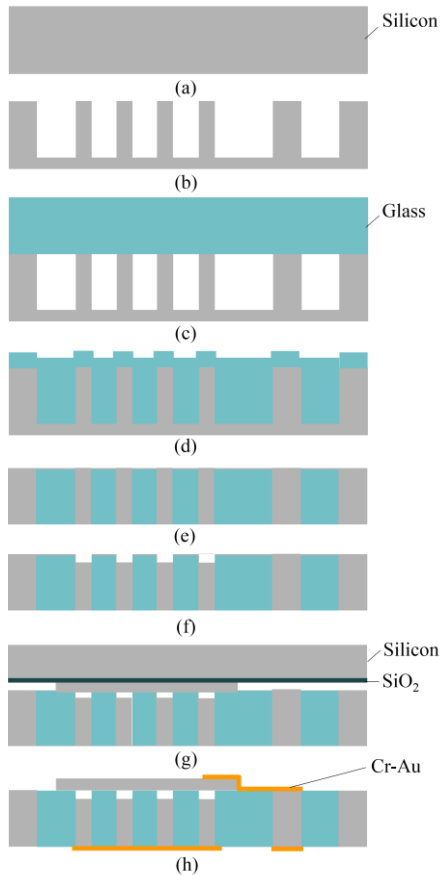 Silicon
(a)
(b)
Glass
(c)
(d)
(e)
(f)
Silicon
SiO₂
(g)
Cr-Au
(h)